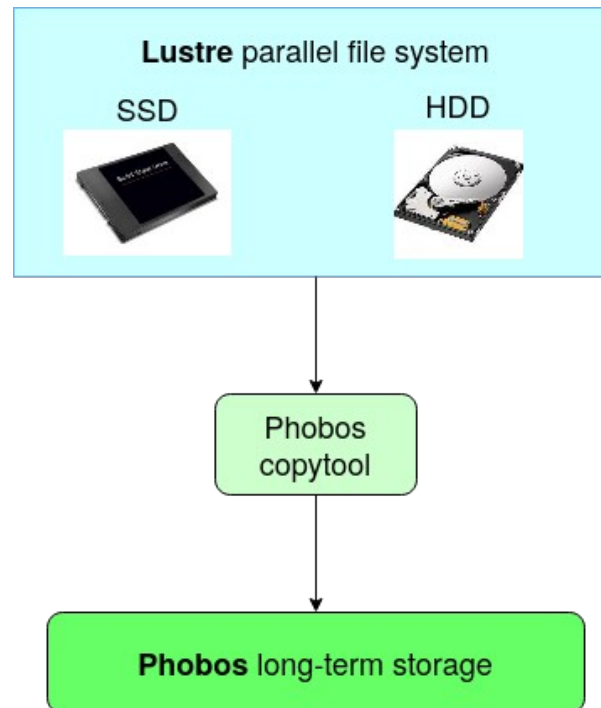 Lustre parallel file system
SSD
HDD
Phobos
copytool
Phobos long-term storage